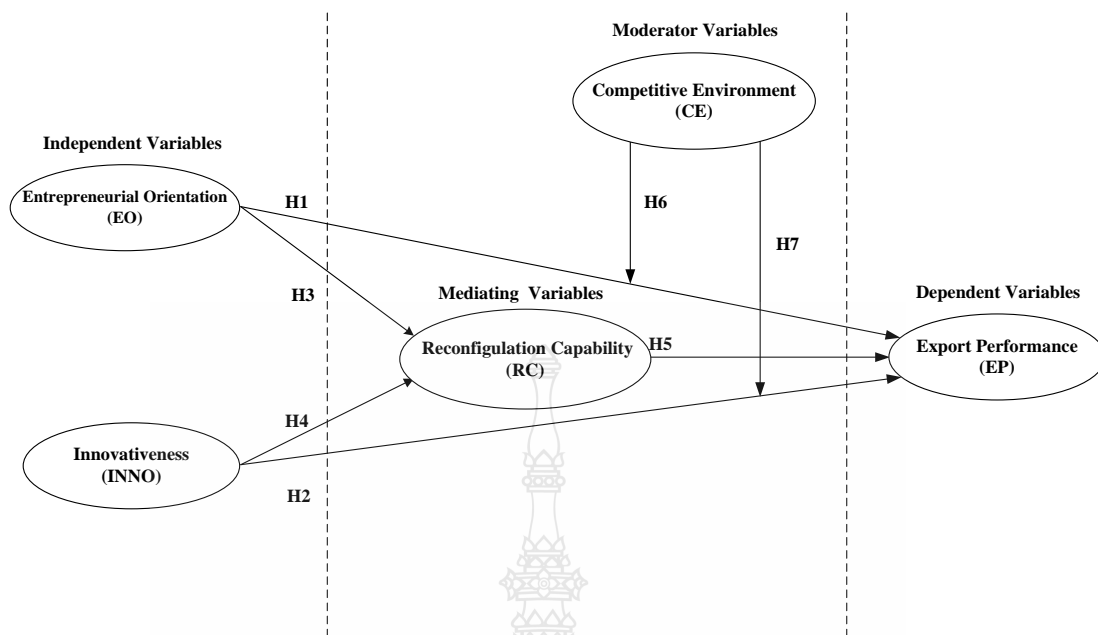 Moderator Variables
Competitive Environment
(CE)
Independent Variables
Entrepreneurial Orientation
(EO)
H1
H6
H7
H3
Mediating Variables
Dependent Variables
Reconfigulation Capability
(RC)
H5
Export Performance
(EP)
H4
Innovativeness
(INNO)
H2